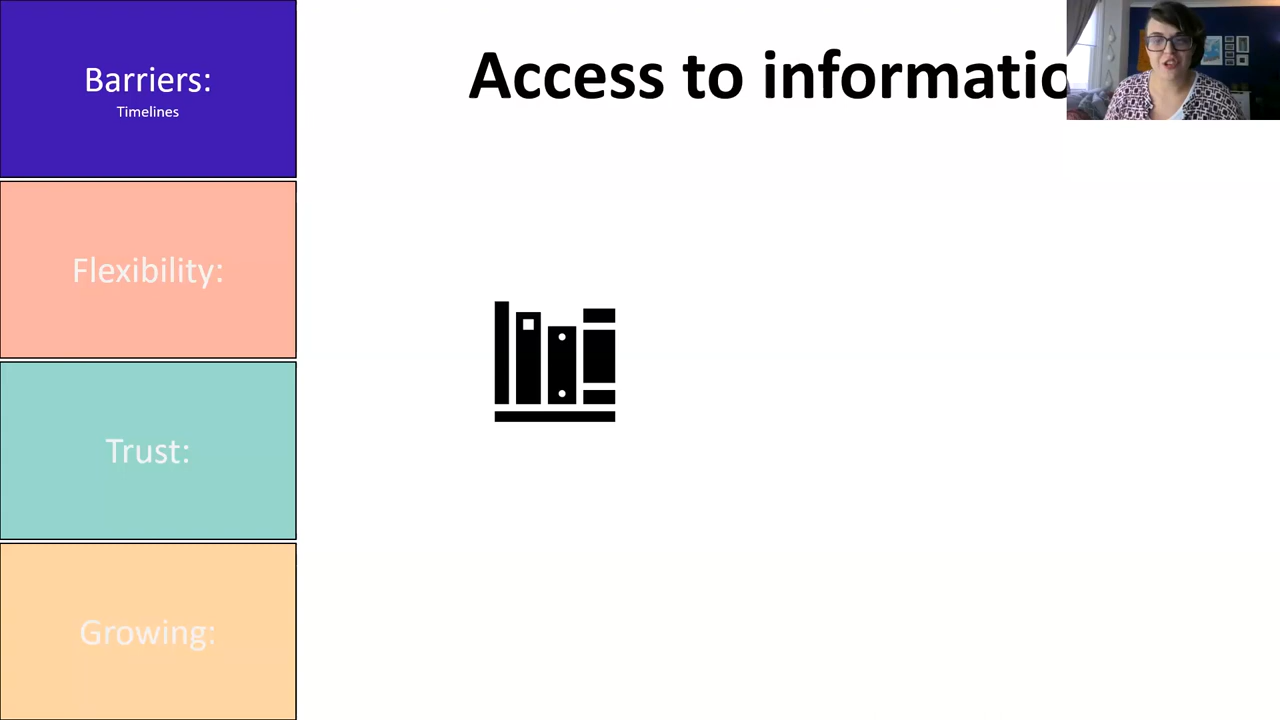 Barriers:
Timelines
Access to informatio
Flexibility:
Trust:
Growing: